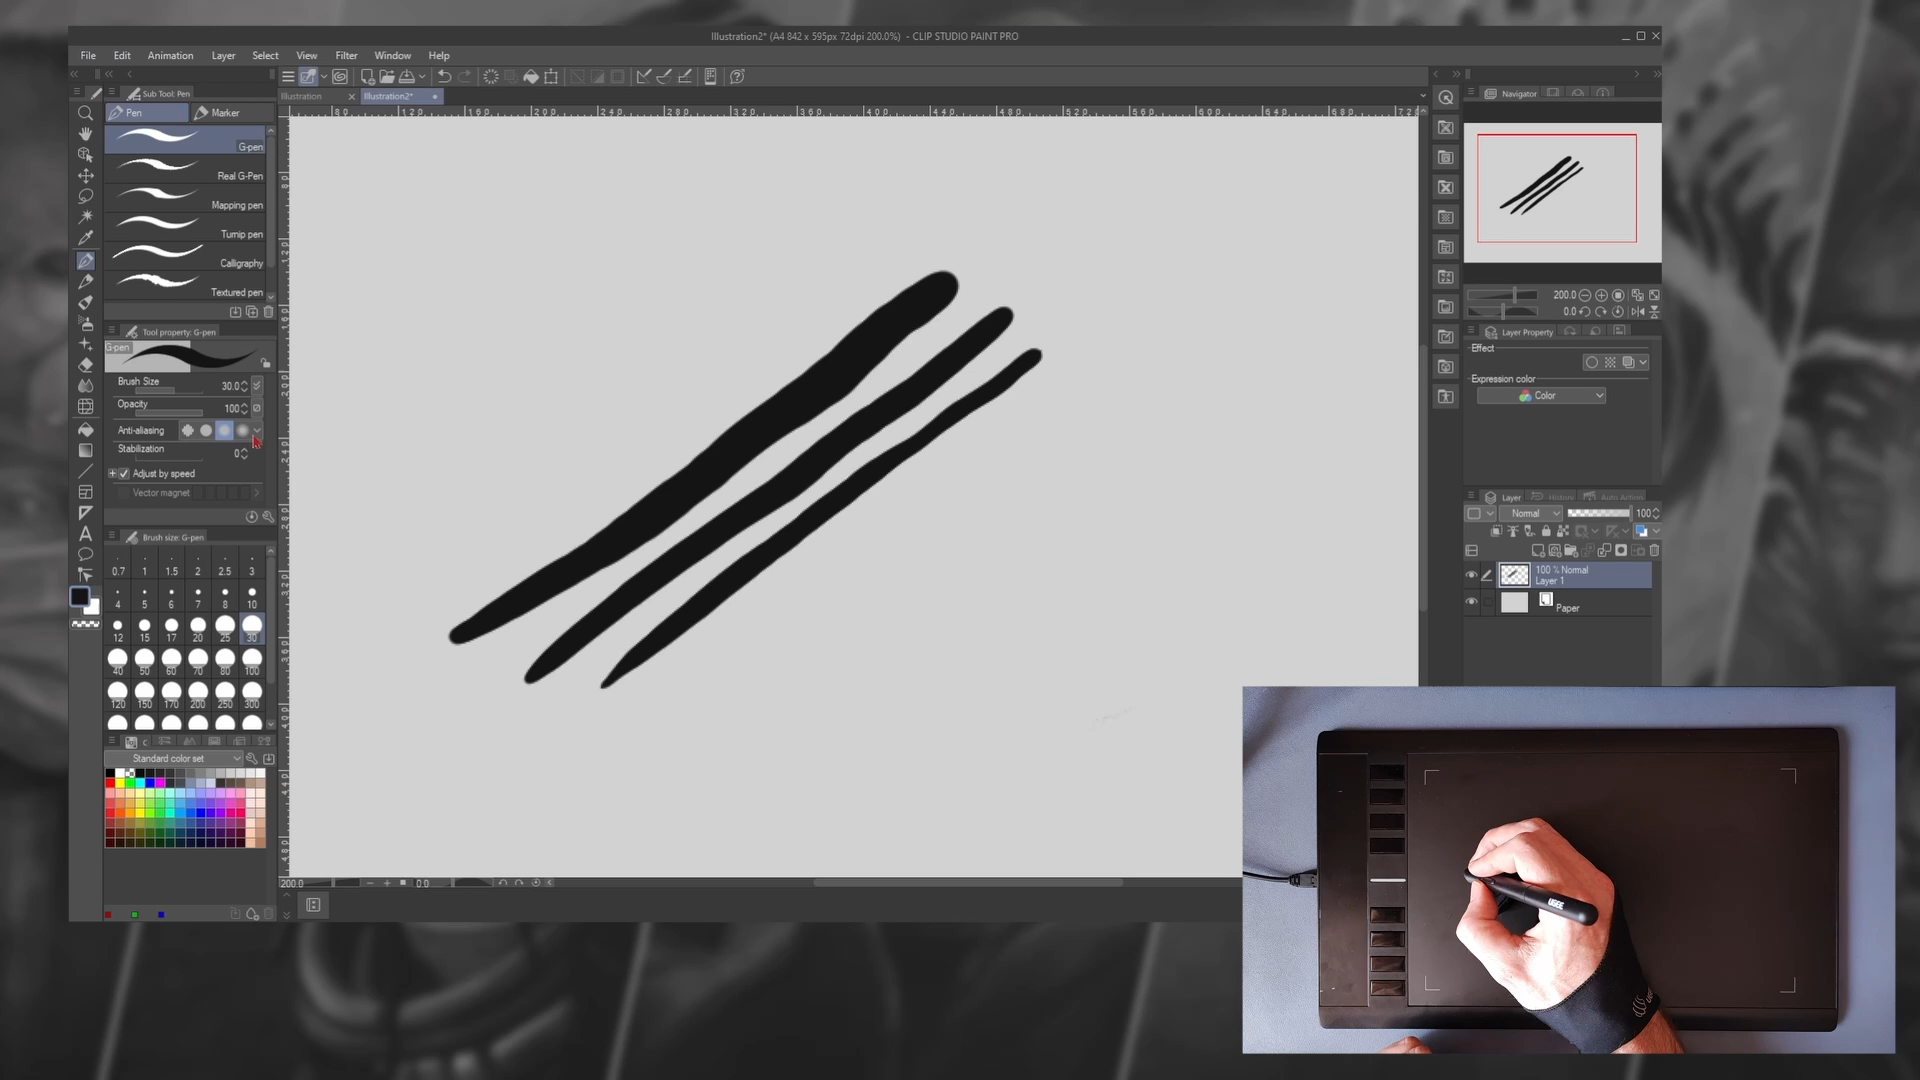 Illustration2* (A4 842 x 595px 72dpi 200.0%) - CLIP STUDIO PAINT PRO
File Edit Animation Layer Select View Filter Window Help
Sub Tool: Pen
Pen Marker
G-pen
Real G-Pen
Mapping pen
Turnip pen
Calligraphy
Textured pen
Illustration
Illustration2*
Tool property: G-pen
G-pen
Brush Size 30.0
Opacity 100
Anti-aliasing
Stabilization 0
Adjust by speed
Vector magnet
Brush size: G-pen
0.7 1 1.5 2 2.5 3
4 5 6 7 8 10
12 15 17 20 25 30
40 50 60 70 80 100
120 150 170 200 250 300
Standard color set
200.0
0.0
Navigator
200.0
0.0
Layer Property
Effect
Expression color
Color
Layer History Auto Action
Normal 100
100 % Normal
Layer 1
Paper
UGEE